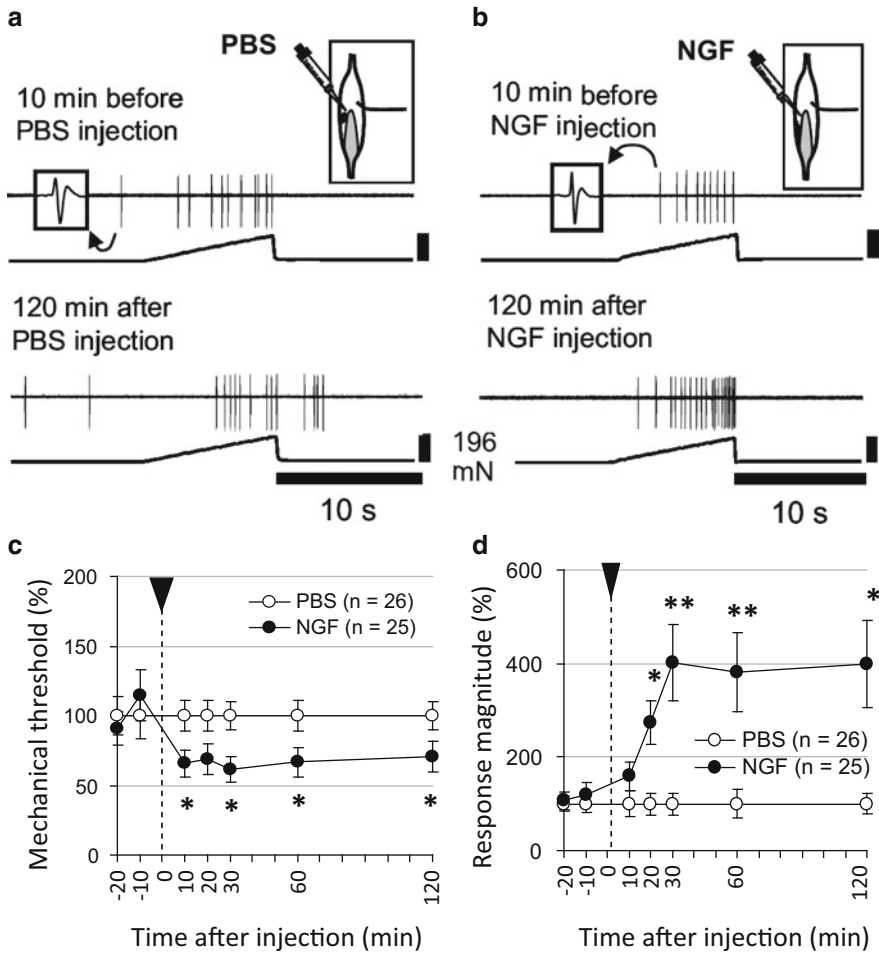 a
PBS
10 min before
PBS injection
120 min after
PBS injection
10 s
b
NGF
10 min before
NGF injection
120 min after
NGF injection
196
mN
10 s
c
Mechanical threshold (%)
200
150
100
50
0
PBS (n = 26)
NGF (n = 25)
* * * *
-20 -10 0 10 20 30 60 120
Time after injection (min)
d
Response magnitude (%)
600
400
200
0
* ** ** *
PBS (n = 26)
NGF (n = 25)
-20 -10 0 10 20 30 60 120
Time after injection (min)